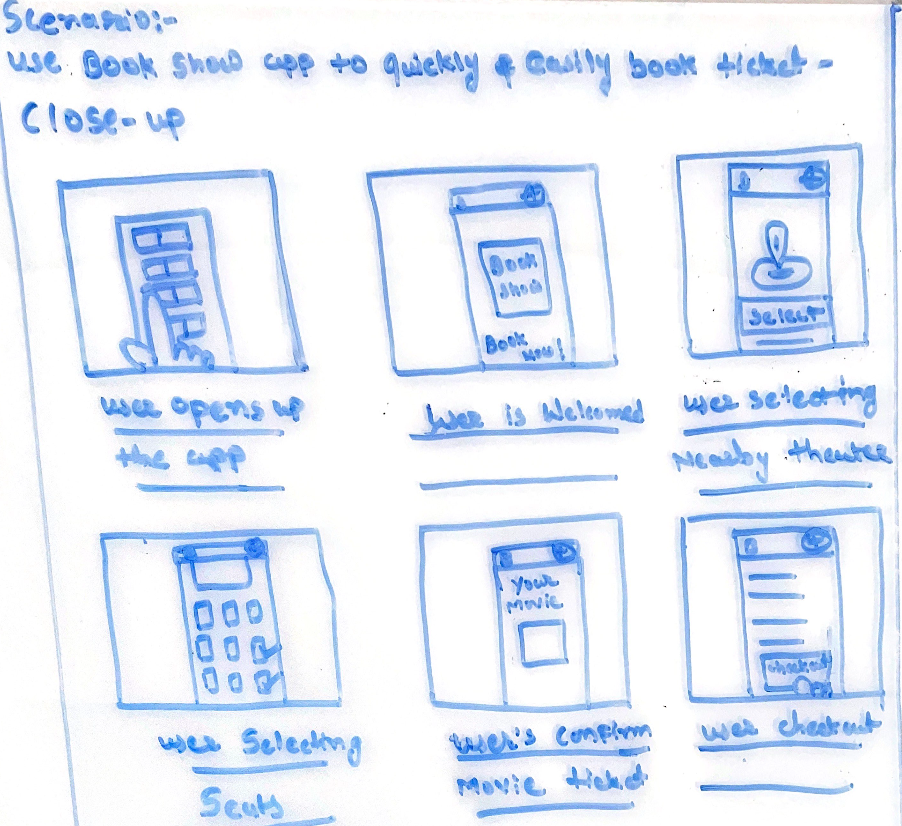 Scenario:-
use Book Show app to quickly & Easily book ticket -
Close-up
Book
Show
Book
Now!
Select
user opens up
the app
User is Welcomed
user selecting
Nearby theater
Your
Movie
checkout
user Selecting
Seats
user's confirm
Movie ticket
user checkout